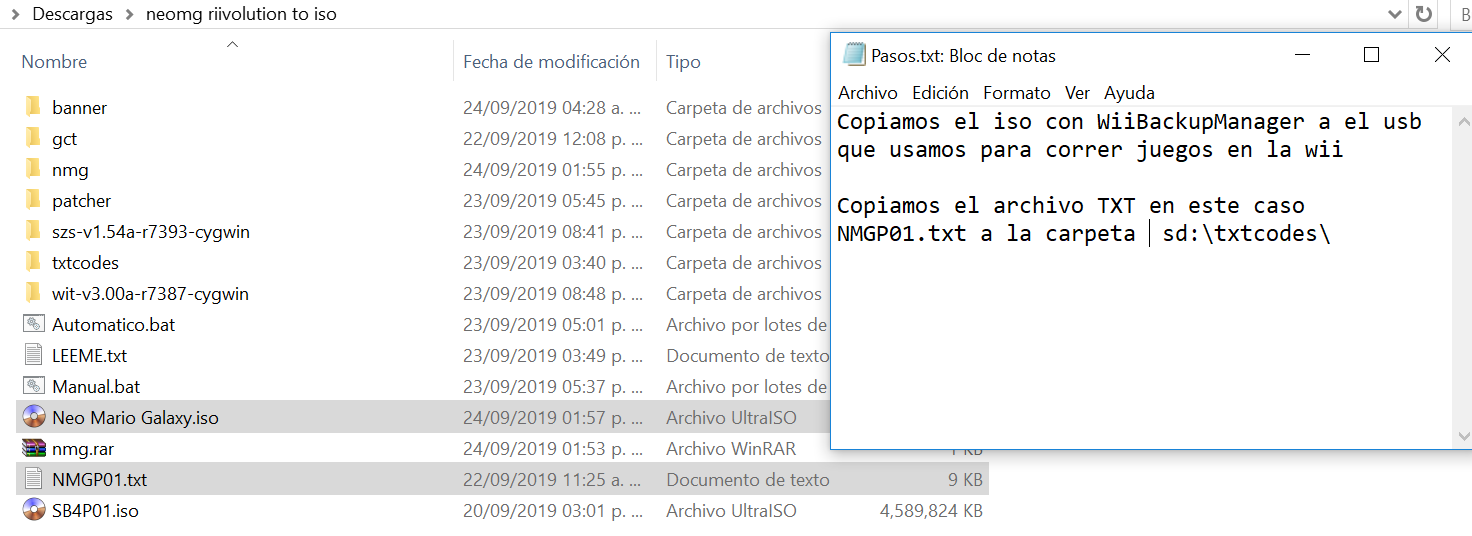 Descargas neomg riivolution to iso
B
Nombre Fecha de modificación Tipo
banner 24/09/2019 04:28 a. ... Carpeta de archivos
gct 22/09/2019 12:08 p. ... Carpeta de archivos
nmg 24/09/2019 01:55 p. ... Carpeta de archivos
patcher 23/09/2019 05:45 p. ... Carpeta de archivos
szs-v1.54a-r7393-cygwin 23/09/2019 08:41 p. ... Carpeta de archivos
txtcodes 23/09/2019 03:40 p. ... Carpeta de archivos
wit-v3.00a-r7387-cygwin 23/09/2019 08:48 p. ... Carpeta de archivos
Automatico.bat 23/09/2019 05:01 p. ... Archivo por lotes de
LEEME.txt 23/09/2019 03:49 p. ... Documento de texto
Manual.bat 23/09/2019 05:37 p. ... Archivo por lotes de
Neo Mario Galaxy.iso 24/09/2019 01:57 p. ... Archivo UltraISO
nmg.rar 24/09/2019 01:53 p. ... Archivo WinRAR 1 KB
NMGP01.txt 22/09/2019 11:25 a. ... Documento de texto 9 KB
SB4P01.iso 20/09/2019 03:01 p. ... Archivo UltraISO 4,589,824 KB
Pasos.txt: Bloc de notas
Archivo Edición Formato Ver Ayuda
Copiamos el iso con WiiBackupManager a el usb
que usamos para correr juegos en la wii
Copiamos el archivo TXT en este caso
NMGP01.txt a la carpeta sd:\txtcodes\